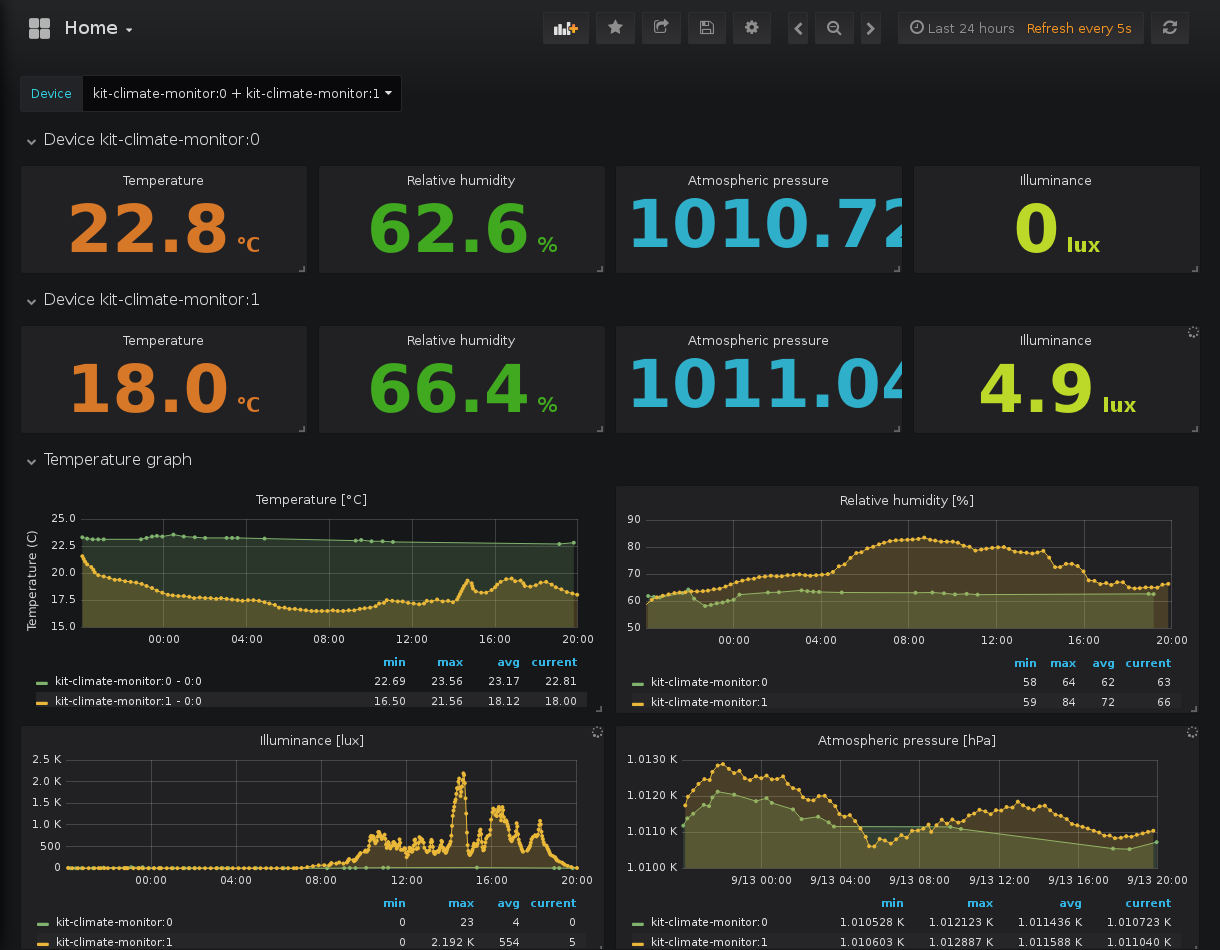 Home
Last 24 hours Refresh every 5s
Device kit-climate-monitor:0 + kit-climate-monitor:1
Device kit-climate-monitor:0
Temperature Relative humidity Atmospheric pressure Illuminance
22.8 °C 62.6 % 1010.72 0 lux
Device kit-climate-monitor:1
Temperature Relative humidity Atmospheric pressure Illuminance
18.0 °C 66.4 % 1011.04 4.9 lux
Temperature graph
Temperature [°C]
Temperature (C)
25.0
22.5
20.0
17.5
15.0
00:00 04:00 08:00 12:00 16:00 20:00
min max avg current
kit-climate-monitor:0 - 0:0 22.69 23.56 23.17 22.81
kit-climate-monitor:1 - 0:0 16.50 21.56 18.12 18.00
Relative humidity [%]
90
80
70
60
50
00:00 04:00 08:00 12:00 16:00 20:00
min max avg current
kit-climate-monitor:0 58 64 62 63
kit-climate-monitor:1 59 84 72 66
Illuminance [lux]
2.5 K
2.0 K
1.5 K
1.0 K
500
0
00:00 04:00 08:00 12:00 16:00 20:00
min max avg current
kit-climate-monitor:0 0 23 4 0
kit-climate-monitor:1 0 2.192 K 554 5
Atmospheric pressure [hPa]
1.0130 K
1.0120 K
1.0110 K
1.0100 K
9/13 00:00 9/13 04:00 9/13 08:00 9/13 12:00 9/13 16:00 9/13 20:00
min max avg current
kit-climate-monitor:0 1.010528 K 1.012123 K 1.011436 K 1.010723 K
kit-climate-monitor:1 1.010603 K 1.012887 K 1.011588 K 1.011040 K